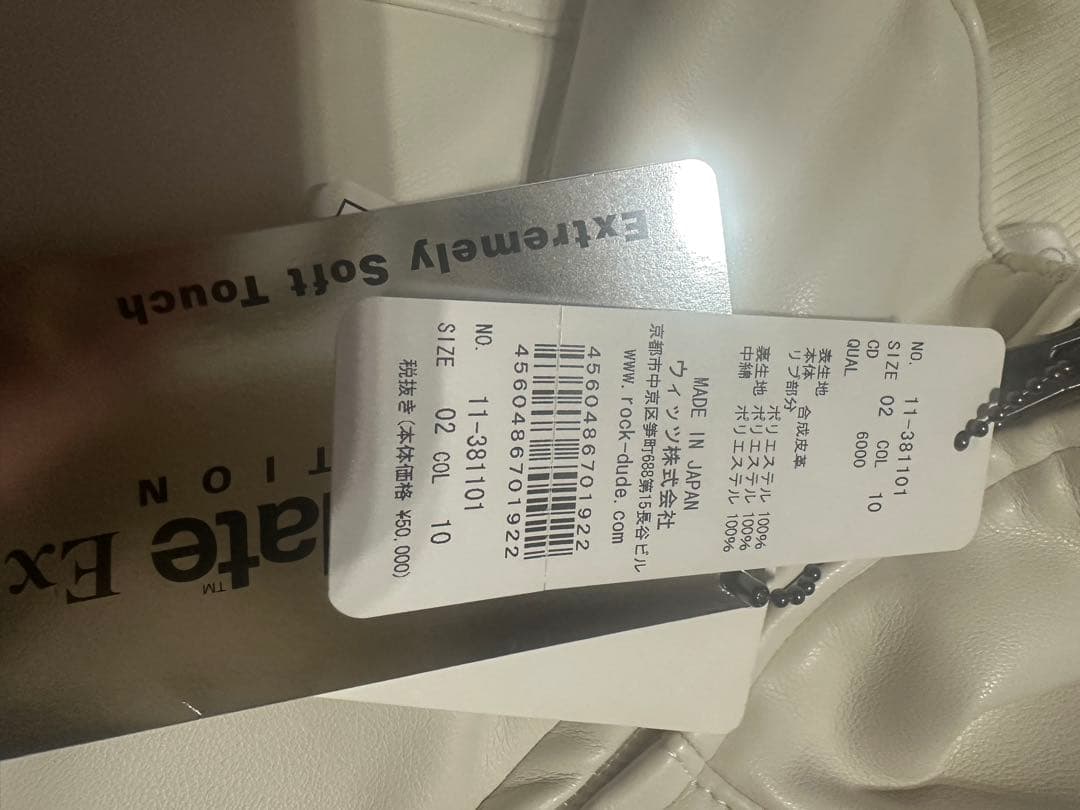 NO. 11-381101
SIZE 02 COL 10
CD
QUAL 6000
表生地
本体 合成皮革
リブ部分 ポリエステル 100%
裏生地 ポリエステル 100%
中綿 ポリエステル 100%
MADE IN JAPAN
ウィッツ株式会社
京都市中京区笋町688第15長谷ビル
www.rock-dude.com
4560486701922
4560486701922
NO. 11-381101
SIZE 02 COL 10
税抜き(本体価格 ¥50,000)
Extremely Soft Touch
TION
late™ Ex